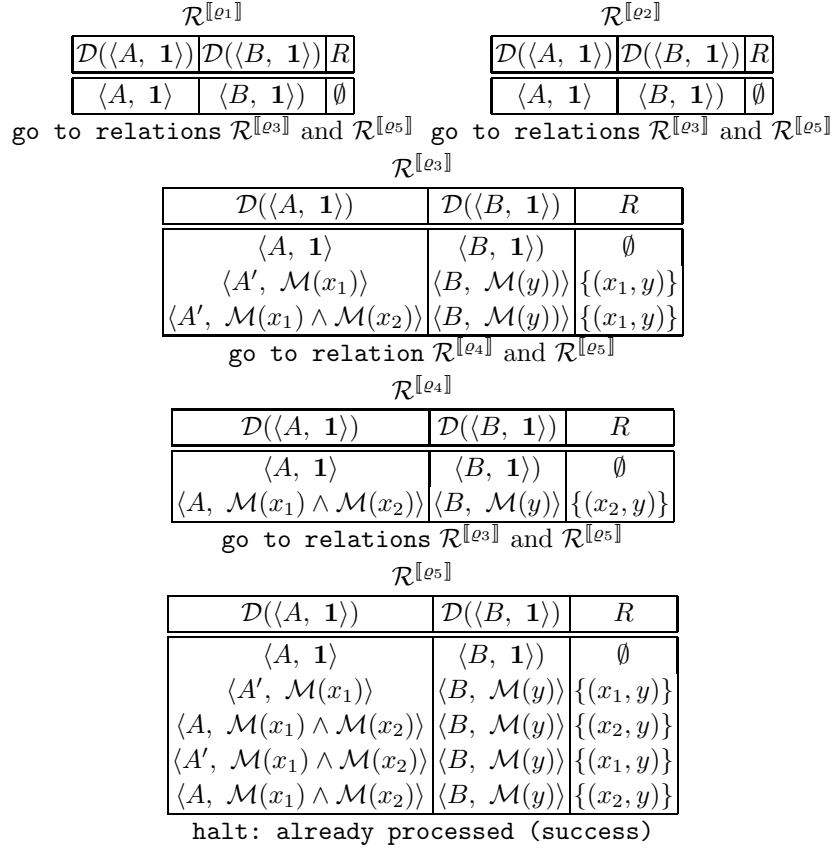 ℛ^⟦ϱ₁⟧ ℛ^⟦ϱ₂⟧
𝒟(⟨A, 𝟏⟩) 𝒟(⟨B, 𝟏⟩) R 𝒟(⟨A, 𝟏⟩) 𝒟(⟨B, 𝟏⟩) R
⟨A, 𝟏⟩ ⟨B, 𝟏⟩) ∅ ⟨A, 𝟏⟩ ⟨B, 𝟏⟩) ∅
go to relations ℛ^⟦ϱ₃⟧ and ℛ^⟦ϱ₅⟧ go to relations ℛ^⟦ϱ₃⟧ and ℛ^⟦ϱ₅⟧
ℛ^⟦ϱ₃⟧
𝒟(⟨A, 𝟏⟩) 𝒟(⟨B, 𝟏⟩) R
⟨A, 𝟏⟩ ⟨B, 𝟏⟩) ∅
⟨A′, ℳ(x₁)⟩ ⟨B, ℳ(y))⟩ {(x₁, y)}
⟨A′, ℳ(x₁) ∧ ℳ(x₂)⟩ ⟨B, ℳ(y))⟩ {(x₁, y)}
go to relation ℛ^⟦ϱ₄⟧ and ℛ^⟦ϱ₅⟧
ℛ^⟦ϱ₄⟧
𝒟(⟨A, 𝟏⟩) 𝒟(⟨B, 𝟏⟩) R
⟨A, 𝟏⟩ ⟨B, 𝟏⟩) ∅
⟨A, ℳ(x₁) ∧ ℳ(x₂)⟩ ⟨B, ℳ(y)⟩ {(x₂, y)}
go to relations ℛ^⟦ϱ₃⟧ and ℛ^⟦ϱ₅⟧
ℛ^⟦ϱ₅⟧
𝒟(⟨A, 𝟏⟩) 𝒟(⟨B, 𝟏⟩) R
⟨A, 𝟏⟩ ⟨B, 𝟏⟩) ∅
⟨A′, ℳ(x₁)⟩ ⟨B, ℳ(y)⟩ {(x₁, y)}
⟨A, ℳ(x₁) ∧ ℳ(x₂)⟩ ⟨B, ℳ(y)⟩ {(x₂, y)}
⟨A′, ℳ(x₁) ∧ ℳ(x₂)⟩ ⟨B, ℳ(y)⟩ {(x₁, y)}
⟨A, ℳ(x₁) ∧ ℳ(x₂)⟩ ⟨B, ℳ(y)⟩ {(x₂, y)}
halt: already processed (success)